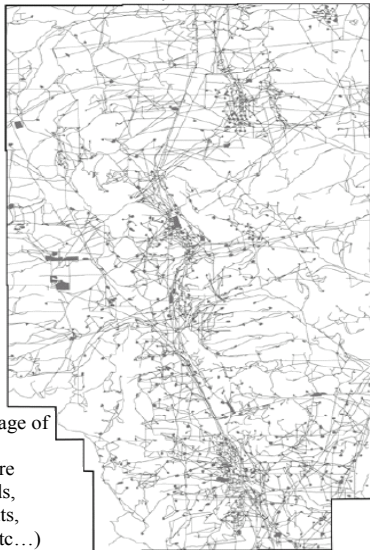 age of
re
ls,
ts,
tc…)